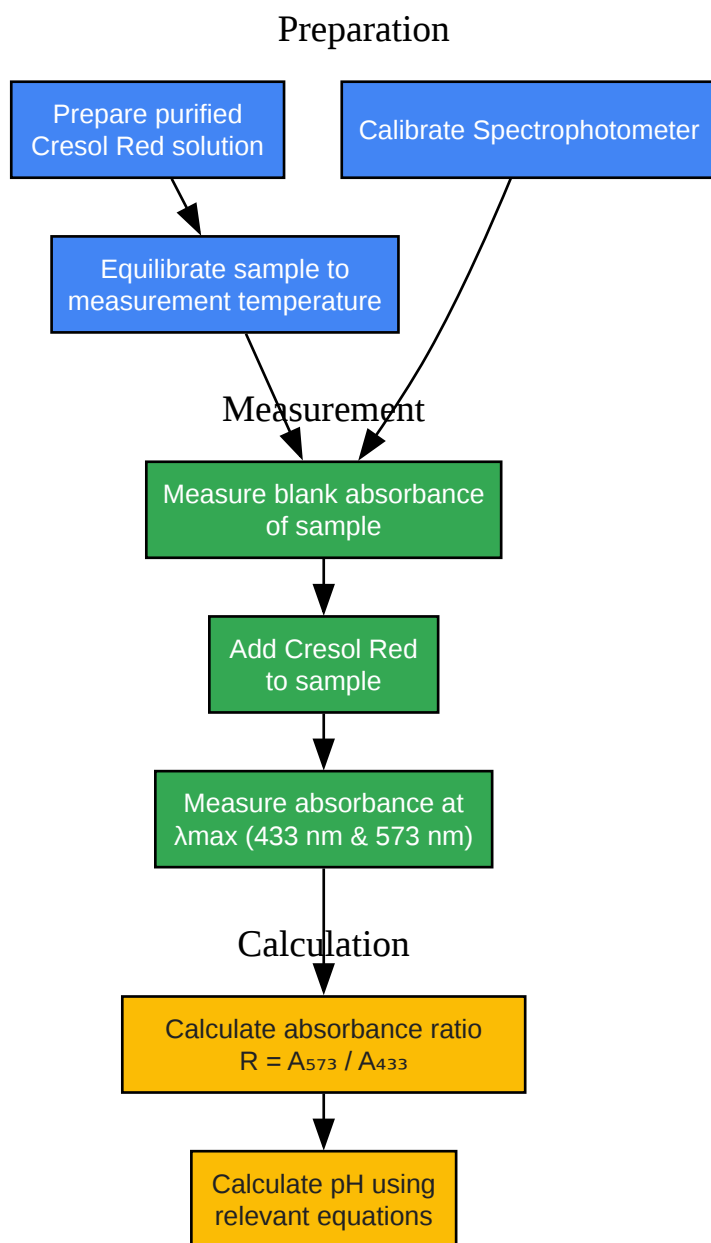 Preparation
Prepare purified
Cresol Red solution
Calibrate Spectrophotometer
Equilibrate sample to
measurement temperature
Measurement
Measure blank absorbance
of sample
Add Cresol Red
to sample
Measure absorbance at
λmax (433 nm & 573 nm)
Calculation
Calculate absorbance ratio
R = A₅₇₃ / A₄₃₃
Calculate pH using
relevant equations